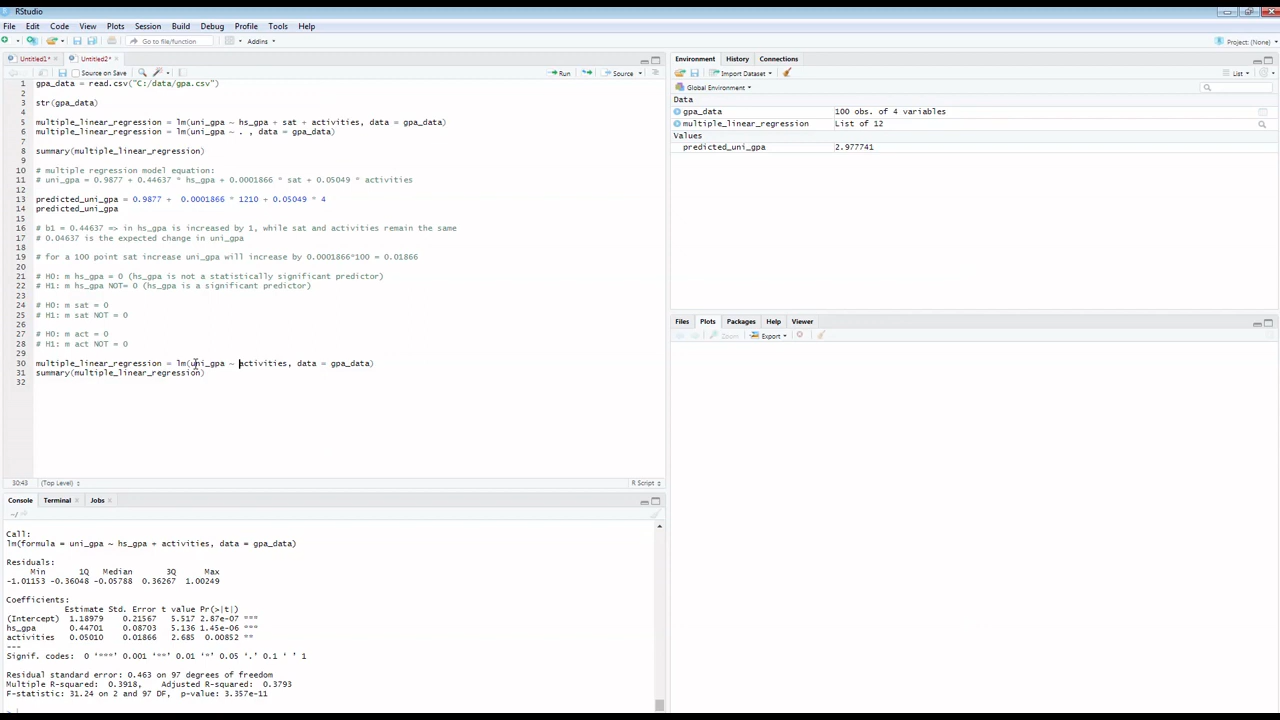 RStudio
File Edit Code View Plots Session Build Debug Profile Tools Help
Go to file/function Addins Project: (None)
Untitled1* Untitled2*
Source on Save Run Source
1 gpa_data = read.csv("C:/data/gpa.csv")
2
3 str(gpa_data)
4
5 multiple_linear_regression = lm(uni_gpa ~ hs_gpa + sat + activities, data = gpa_data)
6 multiple_linear_regression = lm(uni_gpa ~ . , data = gpa_data)
7
8 summary(multiple_linear_regression)
9
10 # multiple regression model equation:
11 # uni_gpa = 0.9877 + 0.44637 * hs_gpa + 0.0001866 * sat + 0.05049 * activities
12
13 predicted_uni_gpa = 0.9877 + 0.0001866 * 1210 + 0.05049 * 4
14 predicted_uni_gpa
15
16 # b1 = 0.44637 => in hs_gpa is increased by 1, while sat and activities remain the same
17 # 0.04637 is the expected change in uni_gpa
18
19 # for a 100 point sat increase uni_gpa will increase by 0.0001866*100 = 0.01866
20
21 # H0: m hs_gpa = 0 (hs_gpa is not a statistically significant predictor)
22 # H1: m hs_gpa NOT= 0 (hs_gpa is a significant predictor)
23
24 # H0: m sat = 0
25 # H1: m sat NOT = 0
26
27 # H0: m act = 0
28 # H1: m act NOT = 0
29
30 multiple_linear_regression = lm(uni_gpa ~ activities, data = gpa_data)
31 summary(multiple_linear_regression)
32
30:43 (Top Level) R Script
Console Terminal Jobs
~/
Call:
lm(formula = uni_gpa ~ hs_gpa + activities, data = gpa_data)
Residuals:
Min 1Q Median 3Q Max
-1.01153 -0.36048 -0.05788 0.36267 1.00249
Coefficients:
Estimate Std. Error t value Pr(>|t|)
(Intercept) 1.18979 0.21567 5.517 2.87e-07 ***
hs_gpa 0.44701 0.08703 5.136 1.45e-06 ***
activities 0.05010 0.01866 2.685 0.00852 **
---
Signif. codes: 0 '***' 0.001 '**' 0.01 '*' 0.05 '.' 0.1 ' ' 1
Residual standard error: 0.463 on 97 degrees of freedom
Multiple R-squared: 0.3918, Adjusted R-squared: 0.3793
F-statistic: 31.24 on 2 and 97 DF, p-value: 3.357e-11
>
Environment History Connections
Import Dataset List
Global Environment
Data
gpa_data 100 obs. of 4 variables
multiple_linear_regression List of 12
Values
predicted_uni_gpa 2.977741
Files Plots Packages Help Viewer
Export